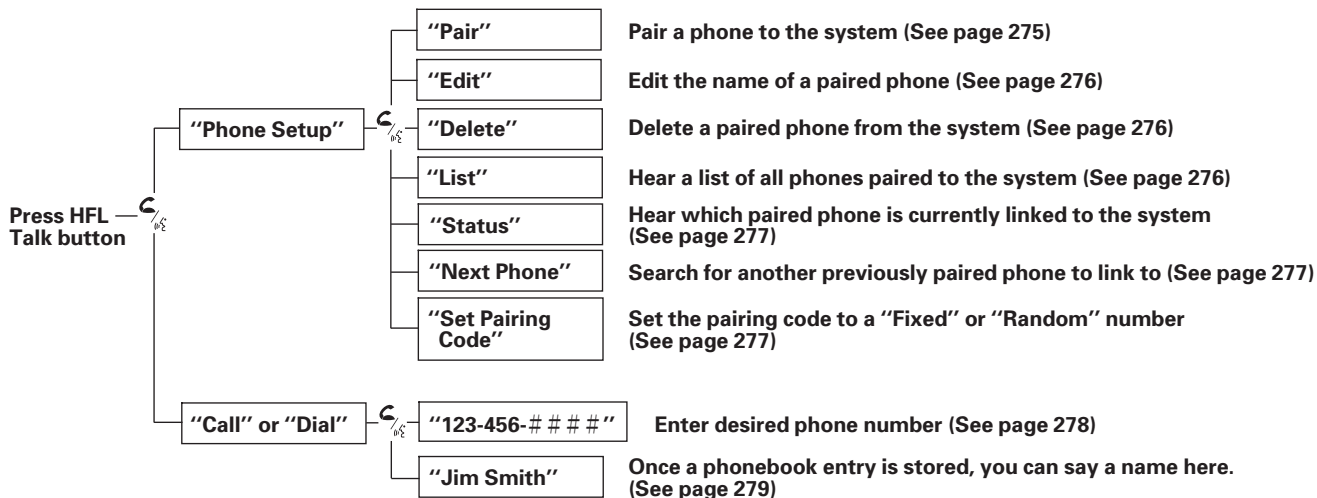 "Pair" Pair a phone to the system (See page 275)
"Edit" Edit the name of a paired phone (See page 276)
"Phone Setup" "Delete" Delete a paired phone from the system (See page 276)
"List" Hear a list of all phones paired to the system (See page 276)
Press HFL
Talk button
"Status" Hear which paired phone is currently linked to the system
(See page 277)
"Next Phone" Search for another previously paired phone to link to (See page 277)
"Set Pairing
Code" Set the pairing code to a "Fixed" or "Random" number
(See page 277)
"Call" or "Dial" "123-456-####" Enter desired phone number (See page 278)
"Jim Smith" Once a phonebook entry is stored, you can say a name here.
(See page 279)